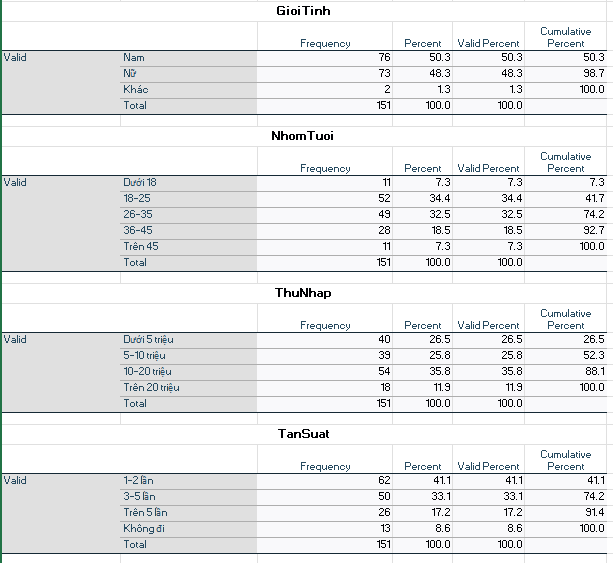 GioiTinh
Frequency Percent Valid Percent Cumulative Percent
Valid Nam 76 50.3 50.3 50.3
Nữ 73 48.3 48.3 98.7
Khác 2 1.3 1.3 100.0
Total 151 100.0 100.0
NhomTuoi
Frequency Percent Valid Percent Cumulative Percent
Valid Dưới 18 11 7.3 7.3 7.3
18-25 52 34.4 34.4 41.7
26-35 49 32.5 32.5 74.2
36-45 28 18.5 18.5 92.7
Trên 45 11 7.3 7.3 100.0
Total 151 100.0 100.0
ThuNhap
Frequency Percent Valid Percent Cumulative Percent
Valid Dưới 5 triệu 40 26.5 26.5 26.5
5-10 triệu 39 25.8 25.8 52.3
10-20 triệu 54 35.8 35.8 88.1
Trên 20 triệu 18 11.9 11.9 100.0
Total 151 100.0 100.0
TanSuat
Frequency Percent Valid Percent Cumulative Percent
Valid 1-2 lần 62 41.1 41.1 41.1
3-5 lần 50 33.1 33.1 74.2
Trên 5 lần 26 17.2 17.2 91.4
Không đi 13 8.6 8.6 100.0
Total 151 100.0 100.0